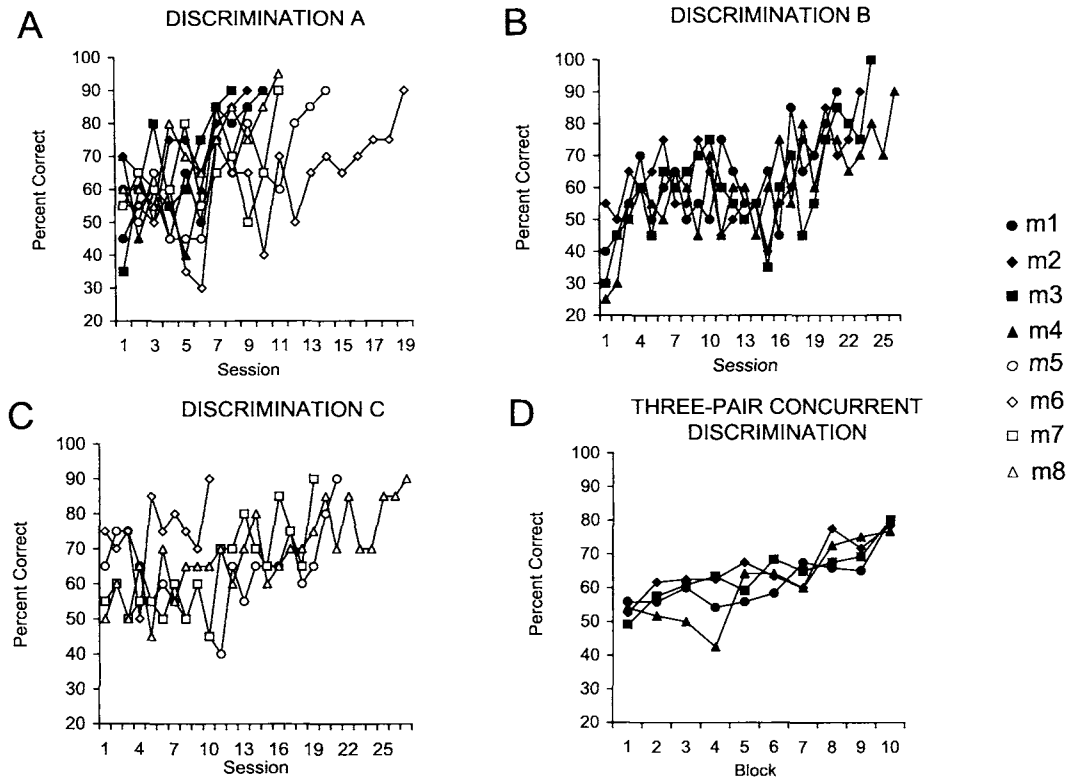 A
DISCRIMINATION A
Percent Correct
100
90
80
70
60
50
40
30
20
1 3 5 7 9 11 13 15 17 19
Session
B
DISCRIMINATION B
Percent Correct
100
90
80
70
60
50
40
30
20
1 4 7 10 13 16 19 22 25
Session
m1
m2
m3
m4
m5
m6
m7
m8
C
DISCRIMINATION C
Percent Correct
100
90
80
70
60
50
40
30
20
1 4 7 10 13 16 19 22 25
Session
D
THREE-PAIR CONCURRENT
DISCRIMINATION
Percent Correct
100
90
80
70
60
50
40
30
20
1 2 3 4 5 6 7 8 9 10
Block